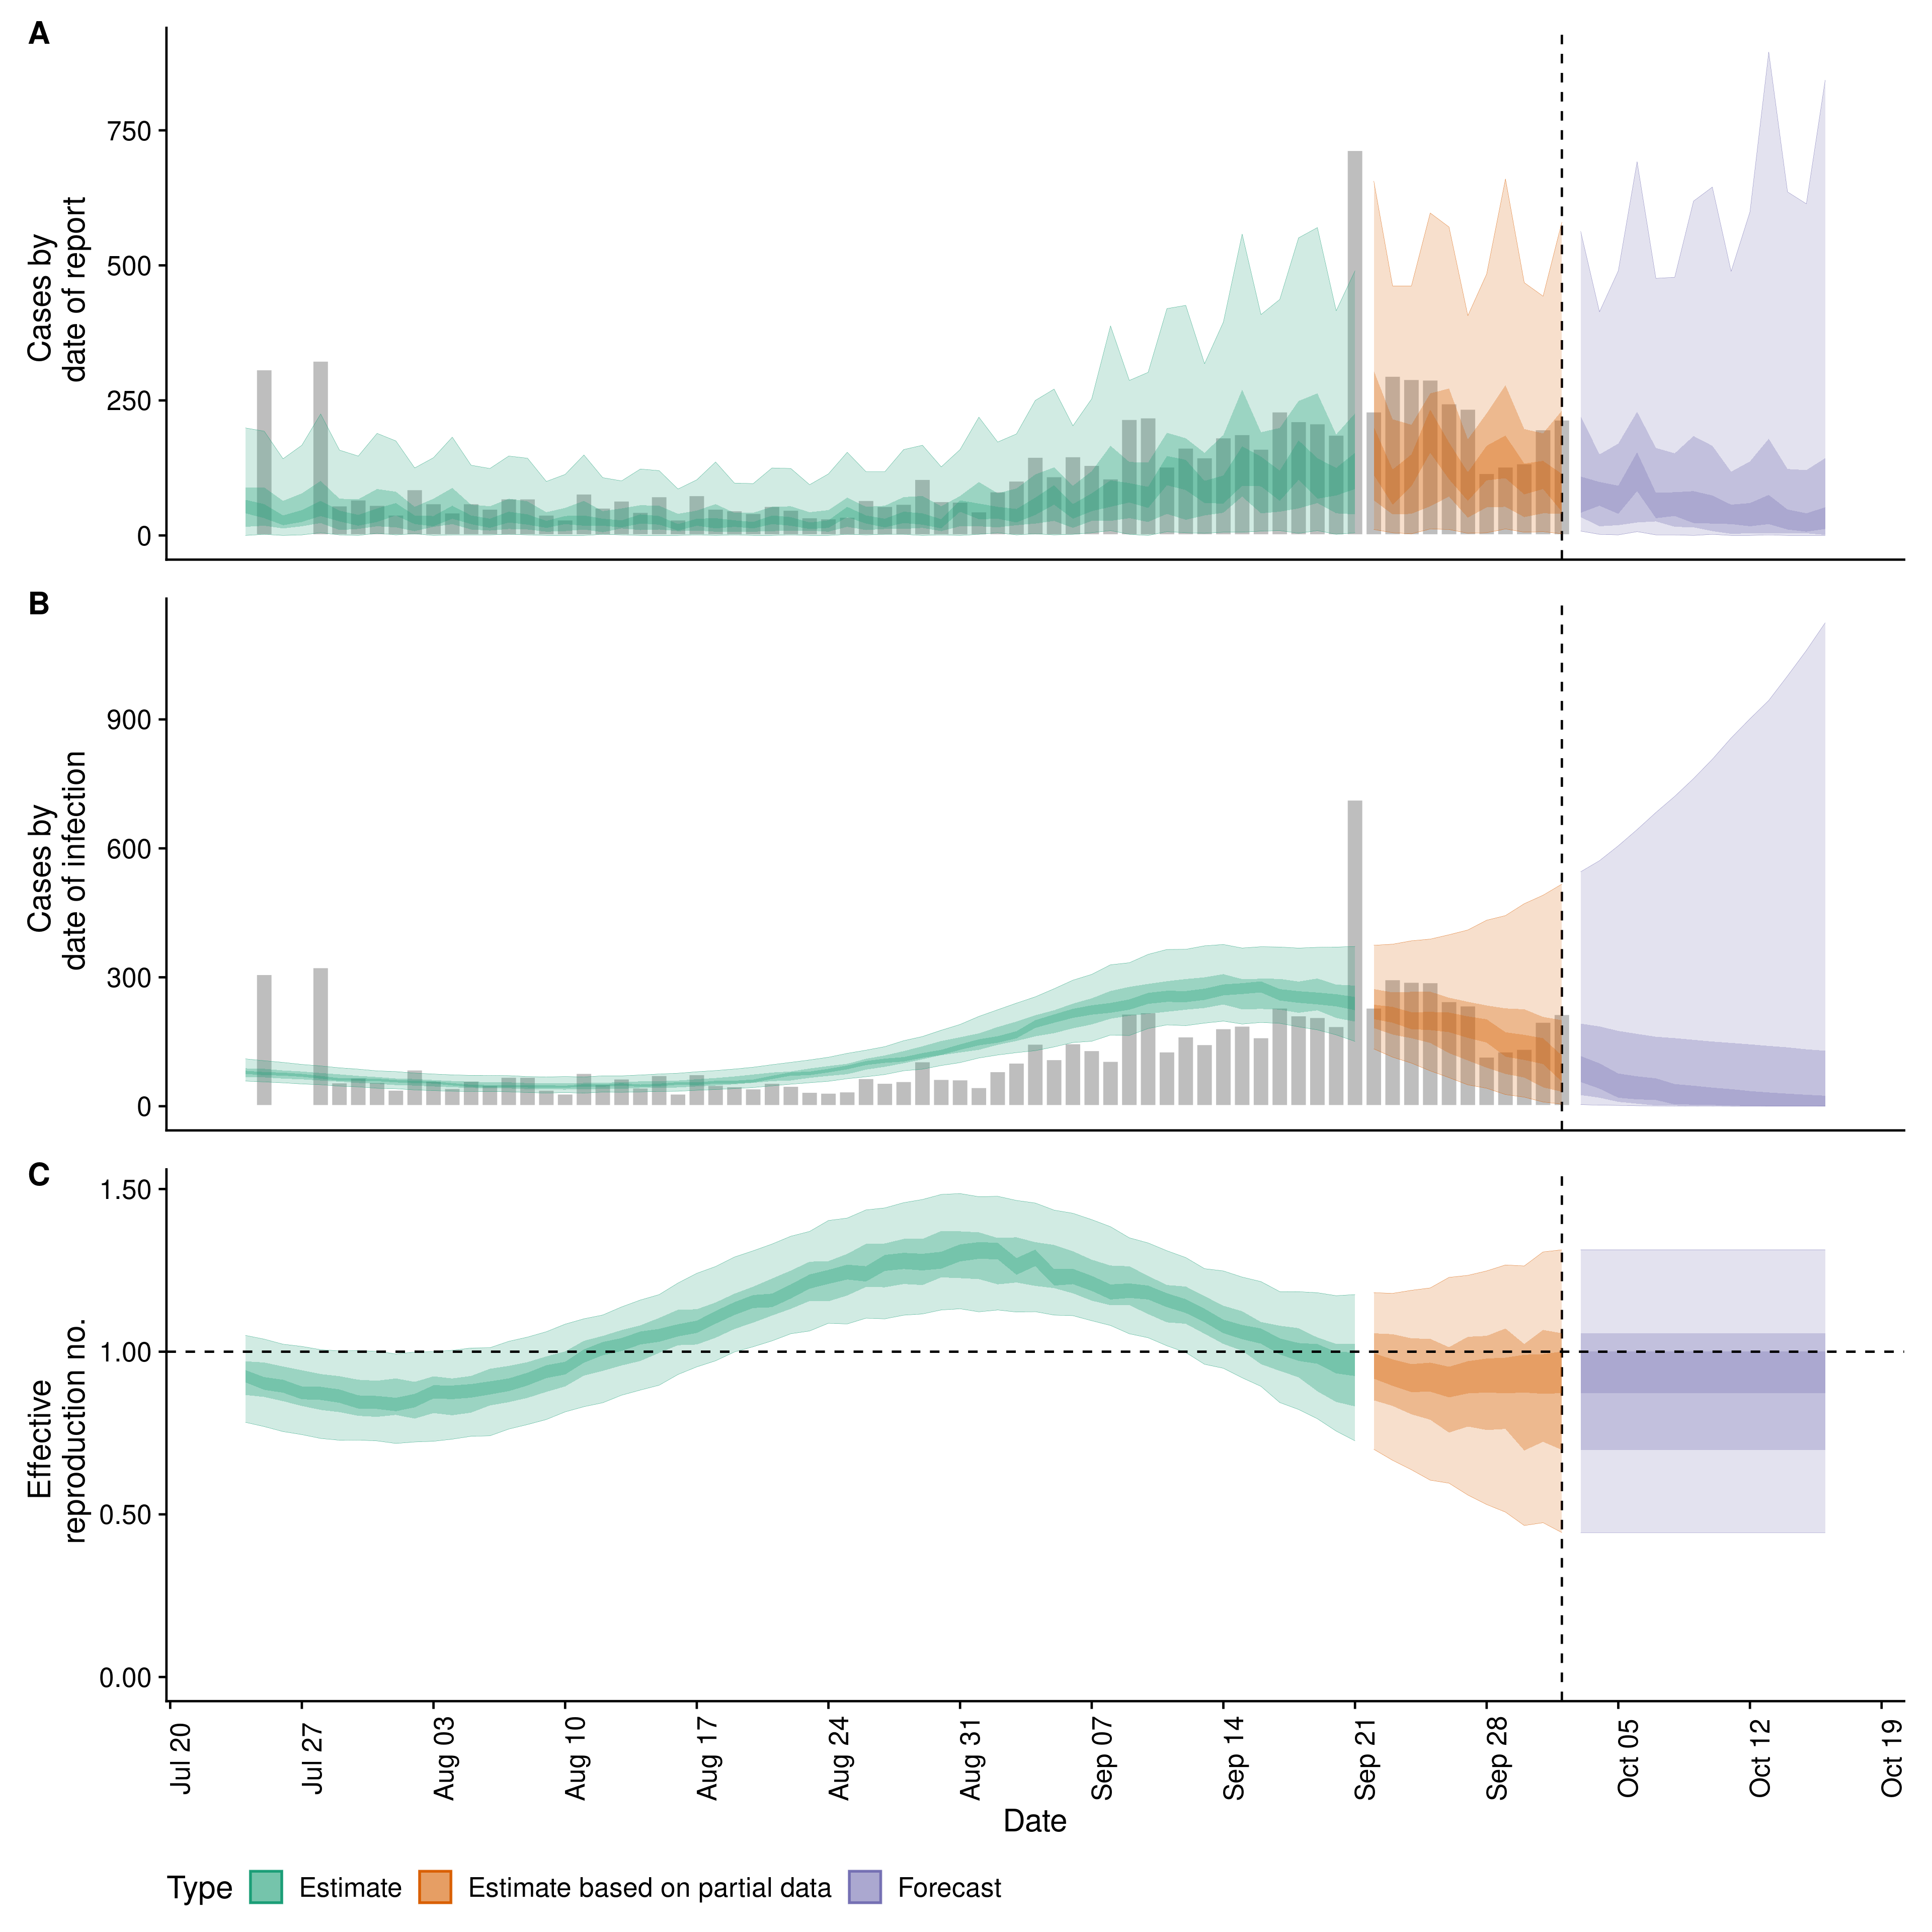 A
Cases by
date of report
750
500
250
0
B
Cases by
date of infection
900
600
300
0
C
Effective
reproduction no.
1.50
1.00
0.50
0.00
Jul 20
Jul 27
Aug 03
Aug 10
Aug 17
Aug 24
Aug 31
Sep 07
Sep 14
Sep 21
Sep 28
Oct 05
Oct 12
Oct 19
Date
Type Estimate Estimate based on partial data Forecast